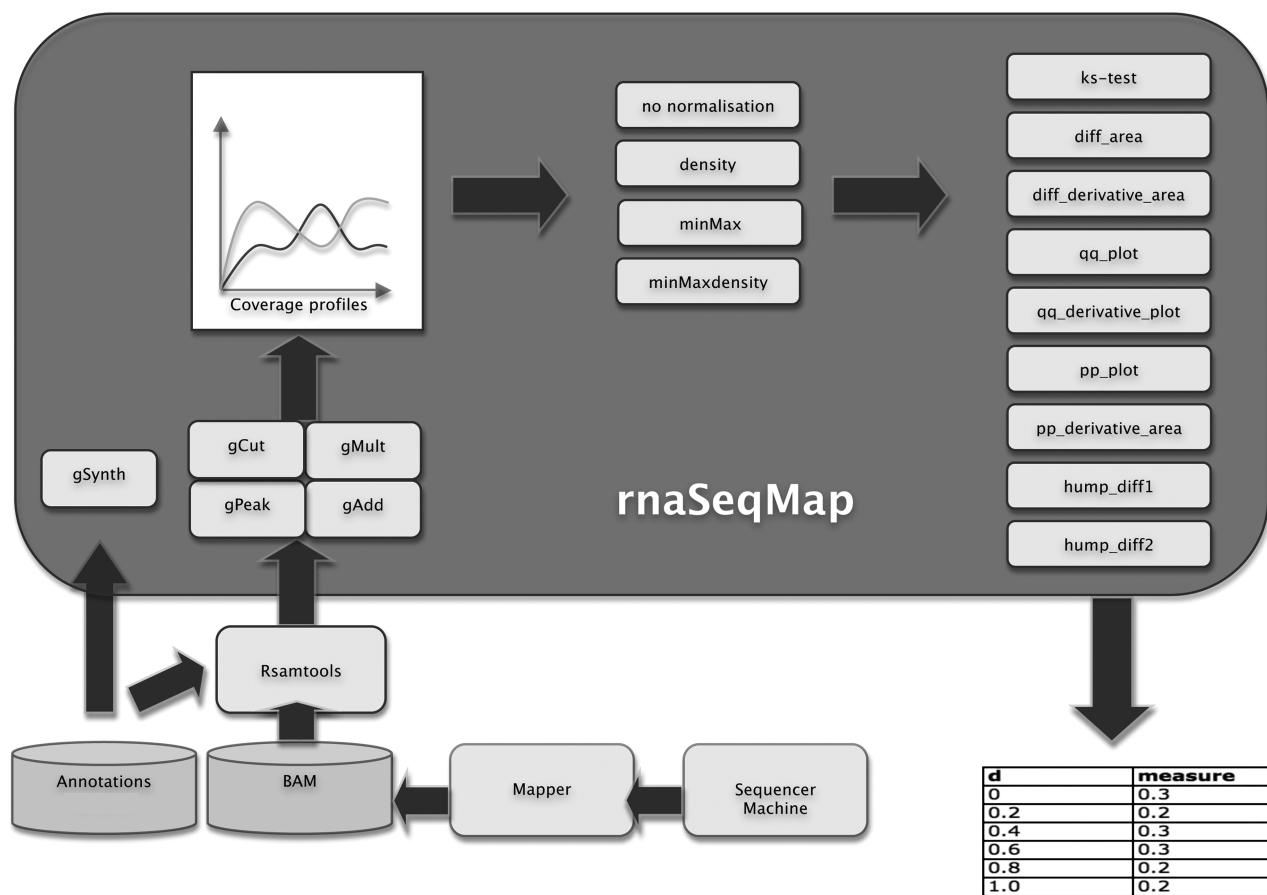 Coverage profiles
no normalisation
density
minMax
minMaxdensity
ks-test
diff_area
diff_derivative_area
qq_plot
qq_derivative_plot
pp_plot
pp_derivative_area
hump_diff1
hump_diff2
gSynth
gCut
gMult
gPeak
gAdd
rnaSeqMap
Rsamtools
Annotations
BAM
Mapper
Sequencer
Machine
d measure
0 0.3
0.2 0.2
0.4 0.3
0.6 0.3
0.8 0.2
1.0 0.2